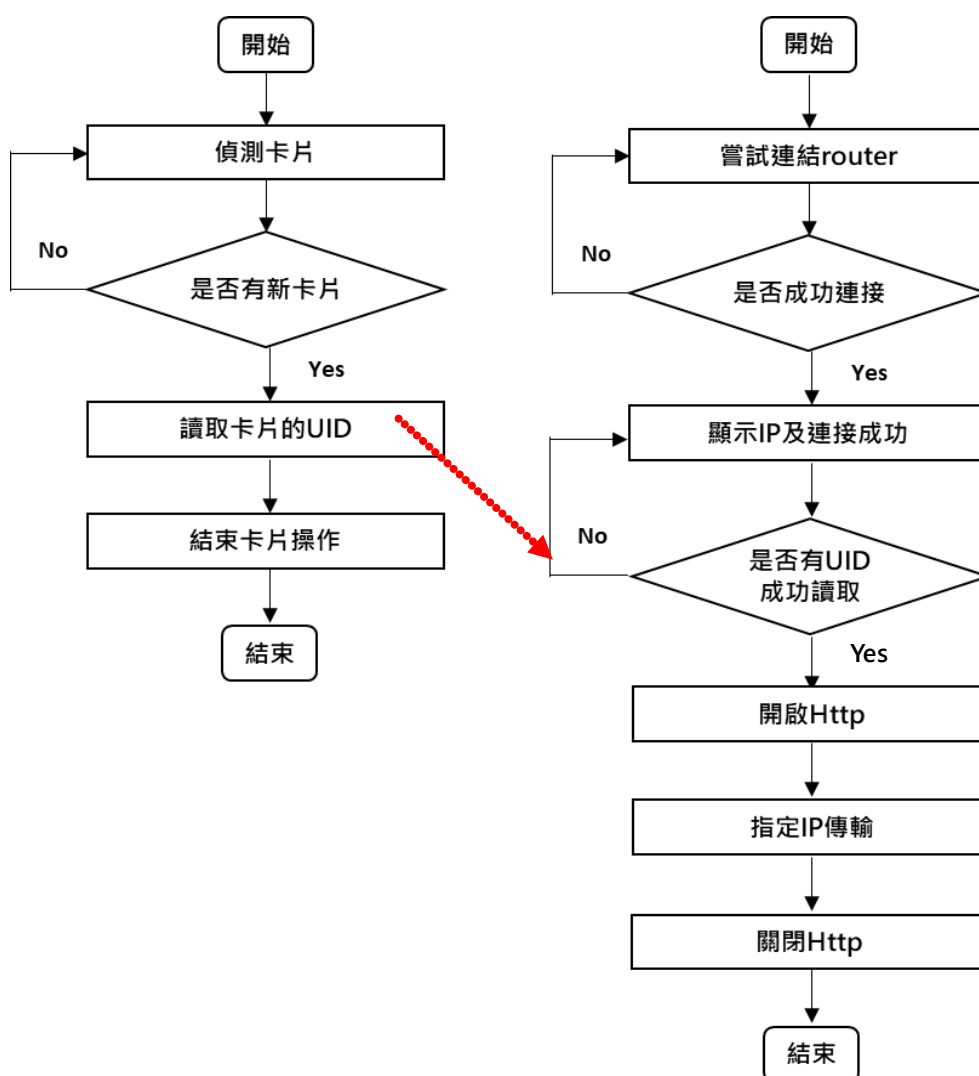 開始
偵測卡片
No
是否有新卡片
Yes
讀取卡片的UID
結束卡片操作
結束
開始
嘗試連結router
No
是否成功連接
Yes
顯示IP及連接成功
No
是否有UID
成功讀取
Yes
開啟Http
指定IP傳輸
關閉Http
結束